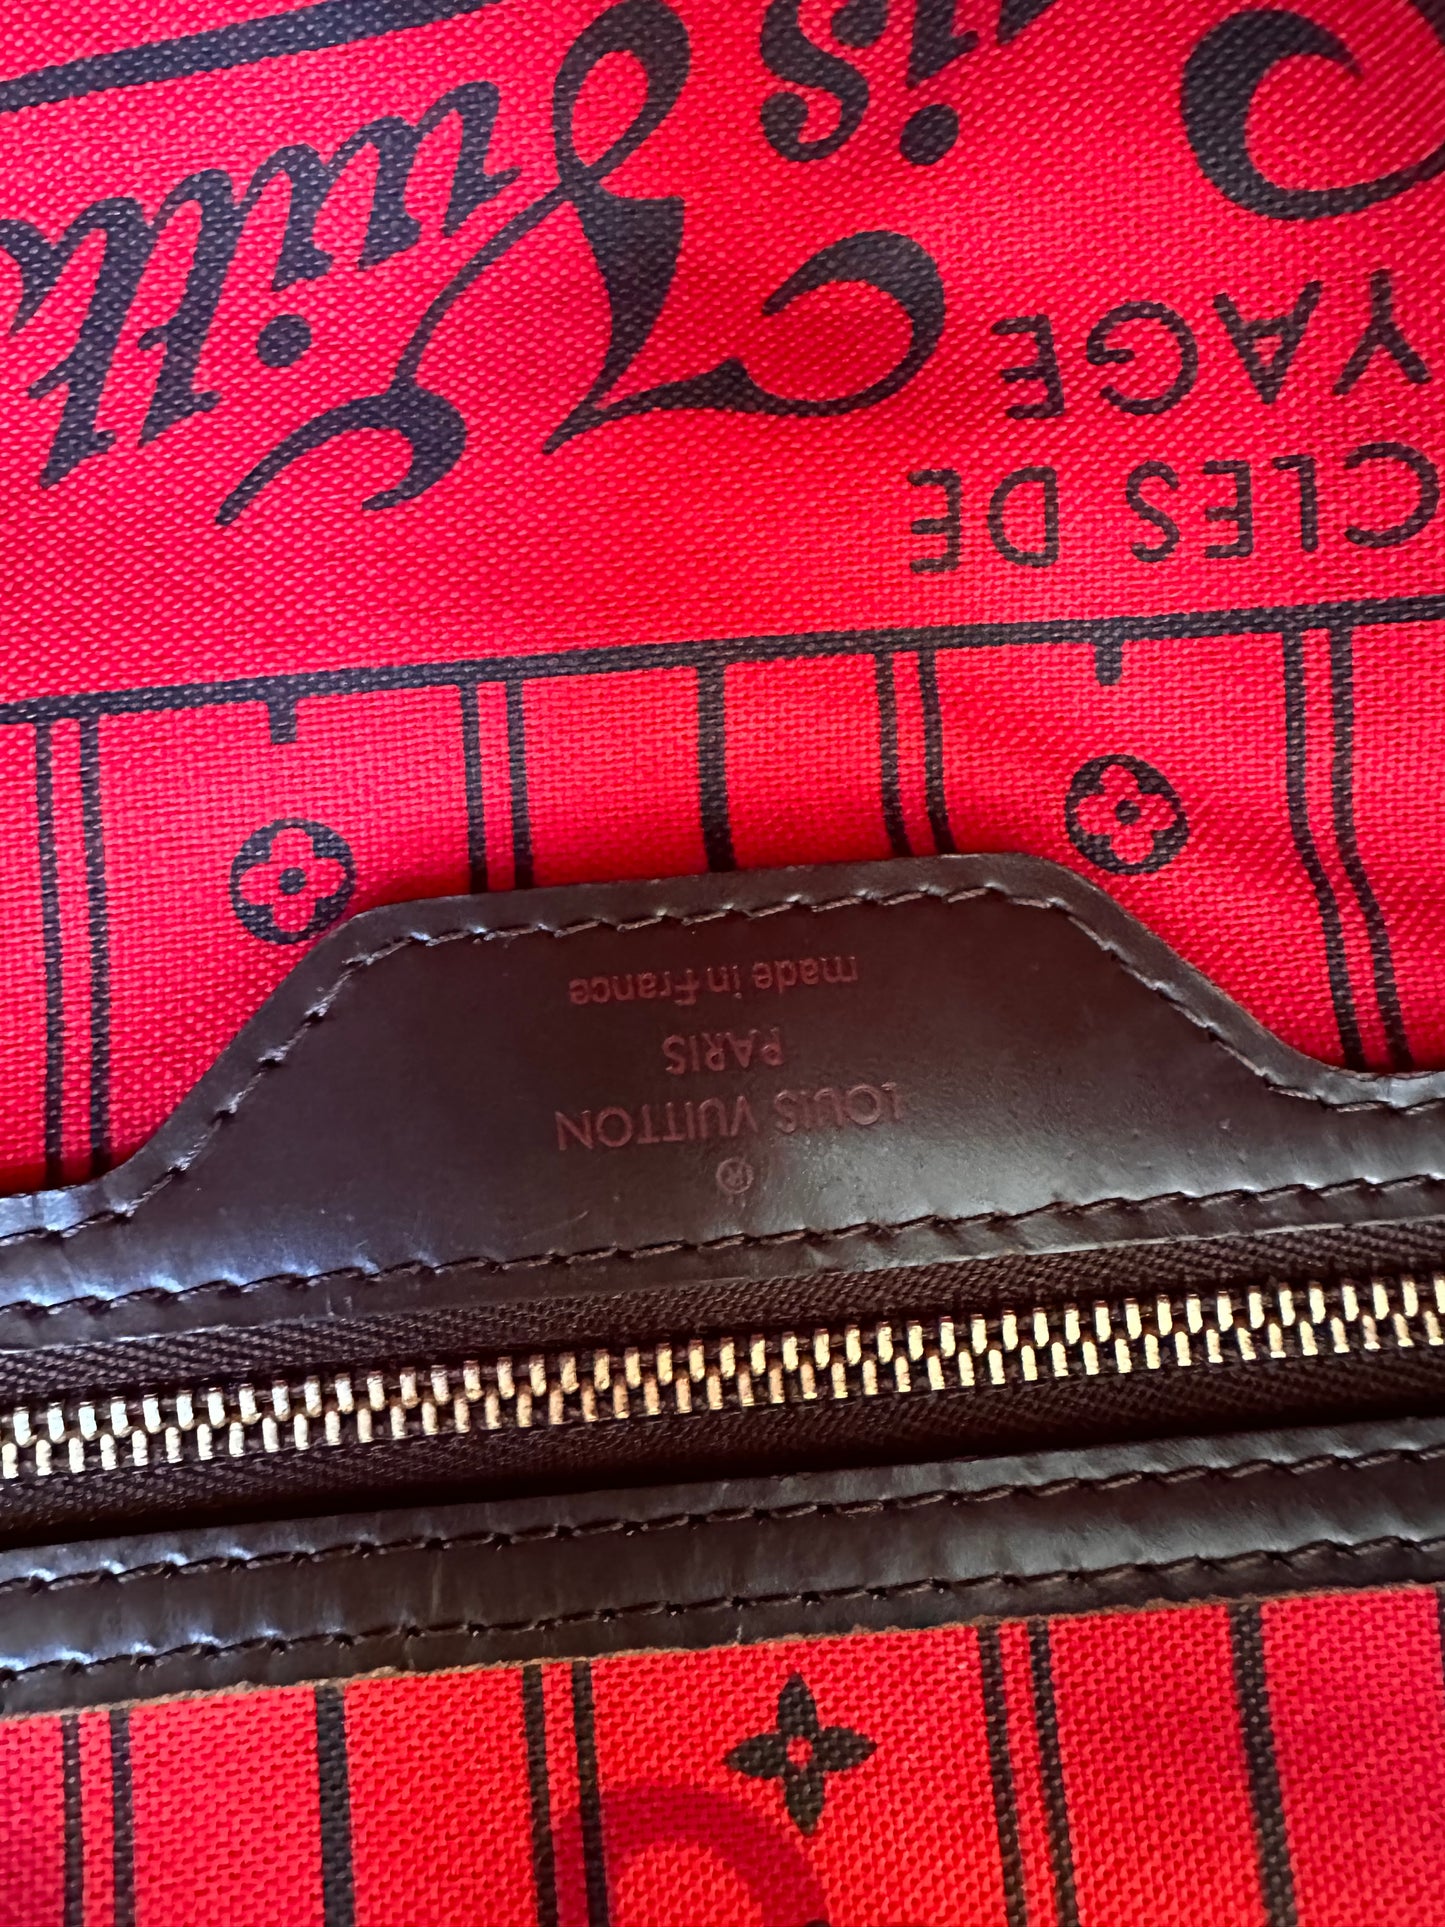 ®
LOUIS VUITTON
PARIS
made in France
CLES DE
YAGE